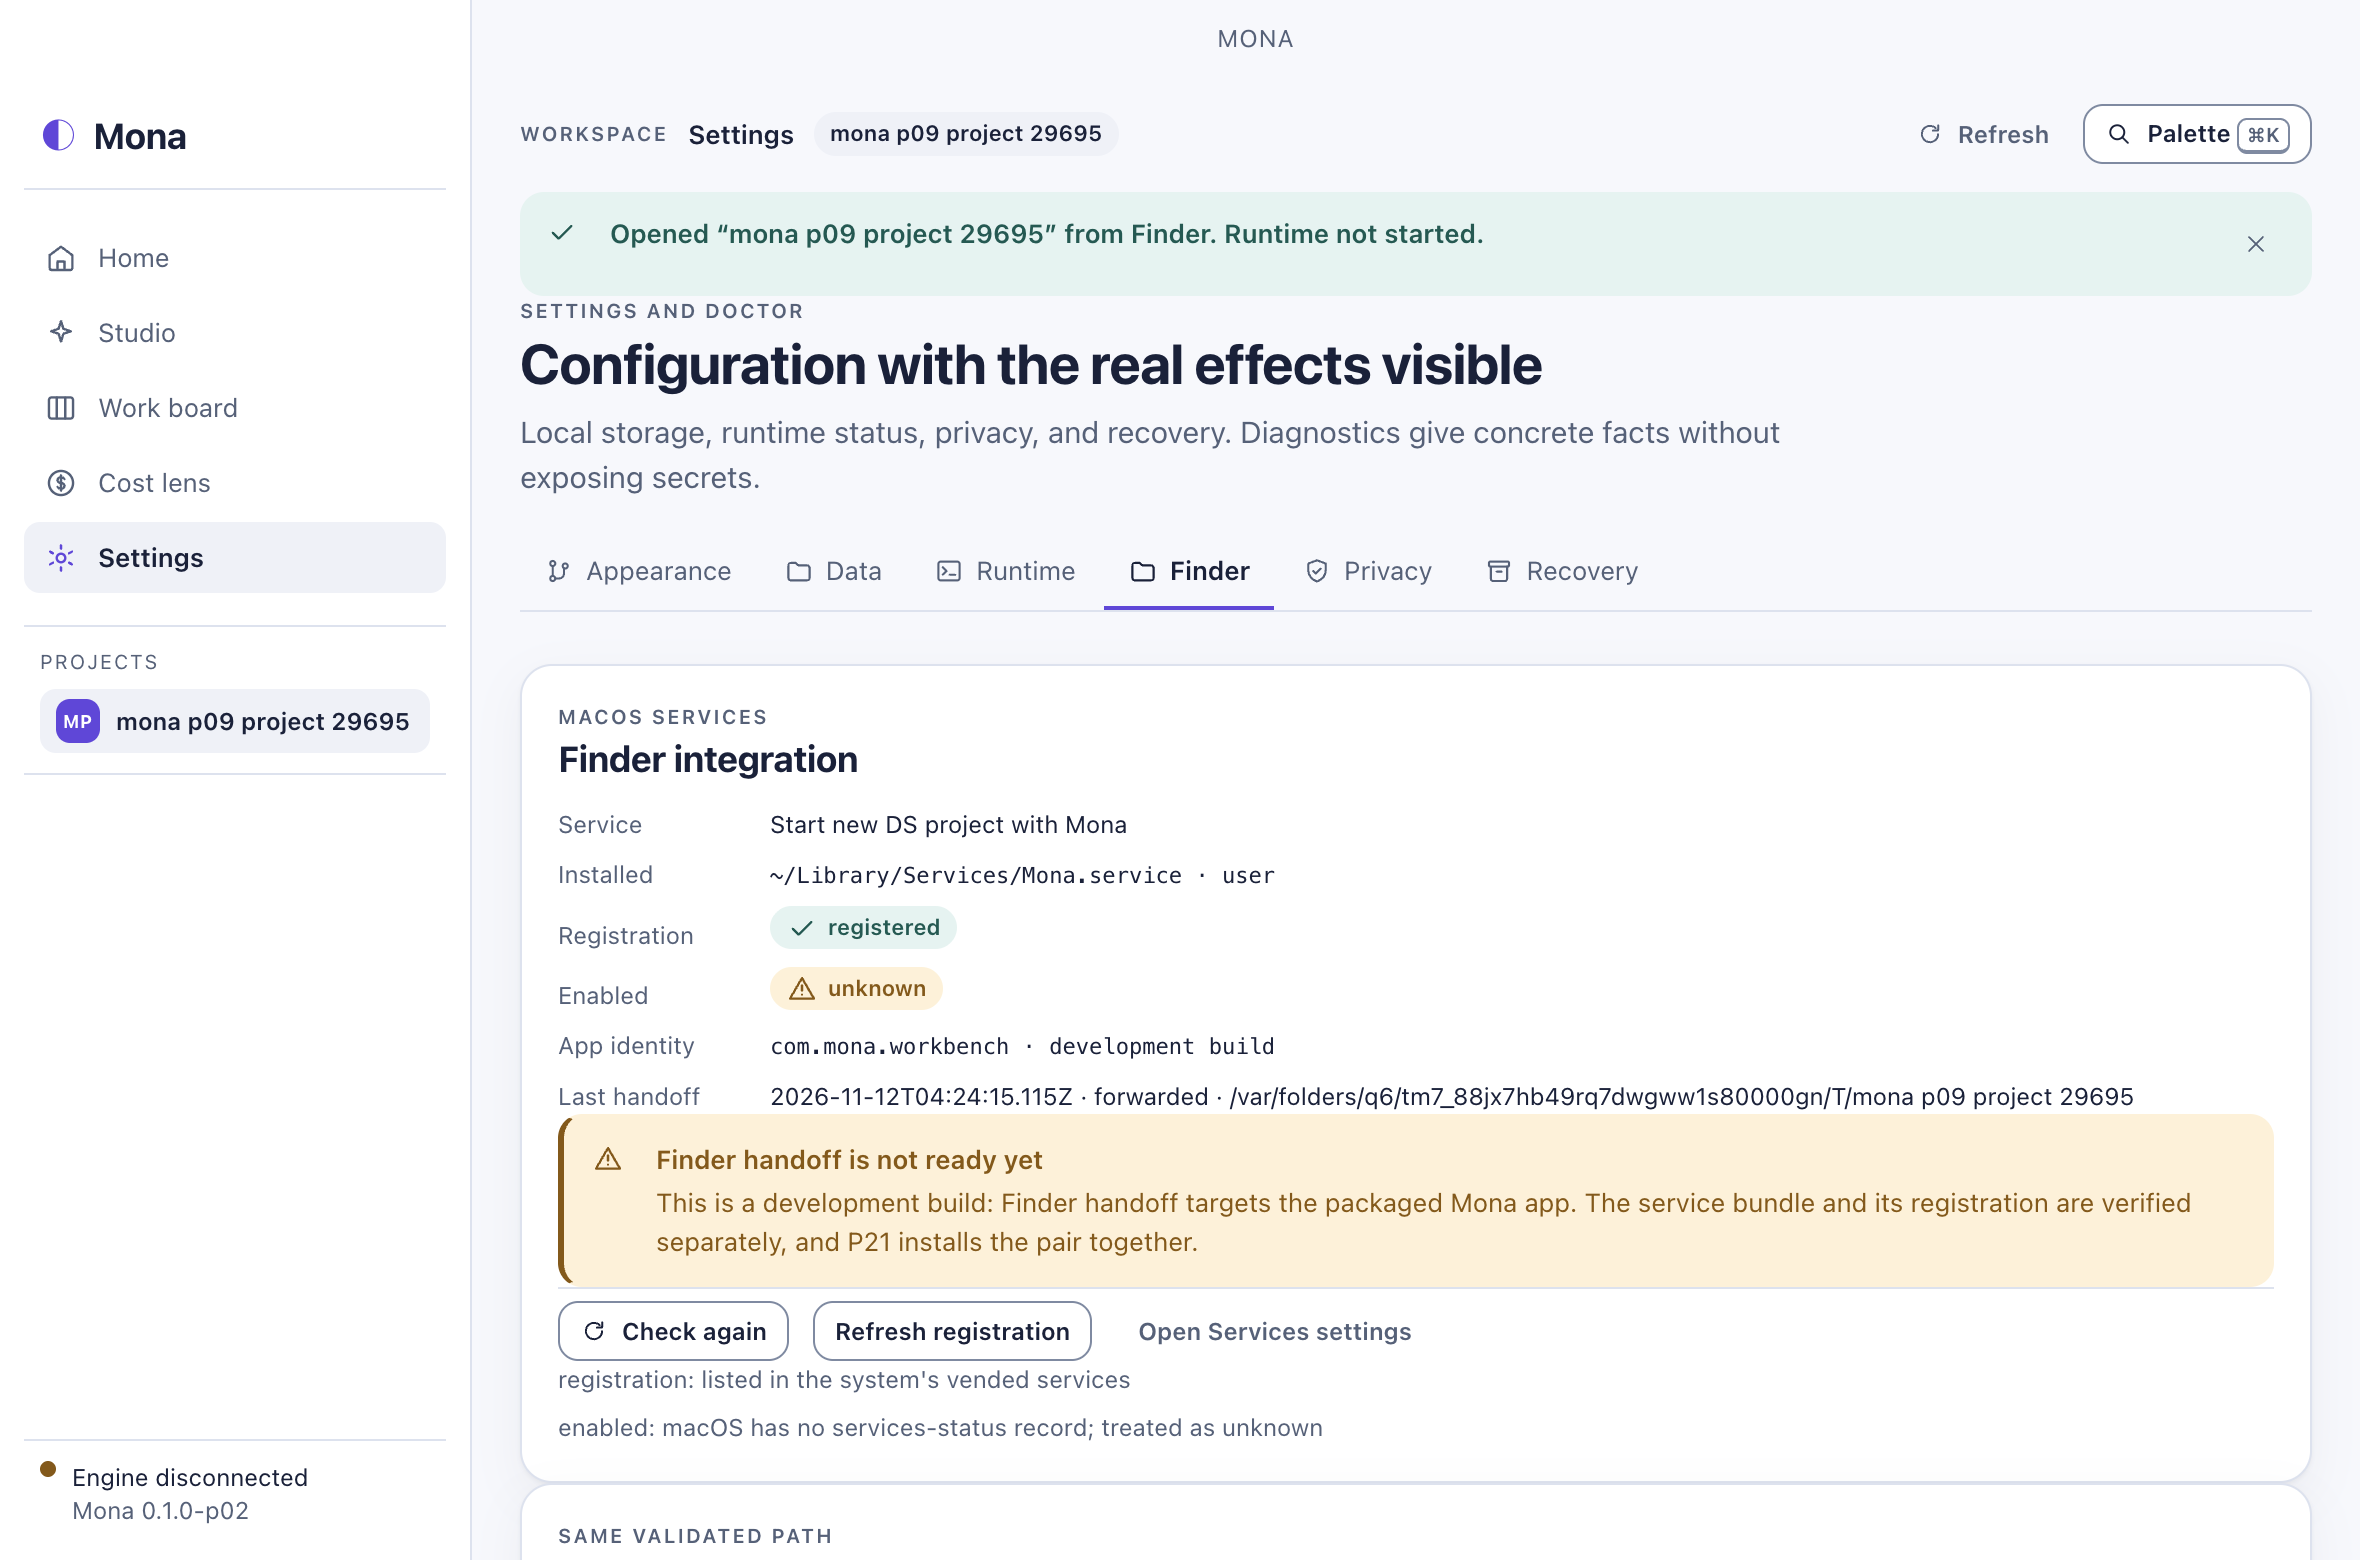 MONA
Mona
Home
Studio
Work board
Cost lens
Settings
PROJECTS
MP mona p09 project 29695
Engine disconnected
Mona 0.1.0-p02
WORKSPACE Settings mona p09 project 29695 Refresh Palette ⌘K
Opened “mona p09 project 29695” from Finder. Runtime not started.
SETTINGS AND DOCTOR
Configuration with the real effects visible
Local storage, runtime status, privacy, and recovery. Diagnostics give concrete facts without
exposing secrets.
Appearance Data Runtime Finder Privacy Recovery
MACOS SERVICES
Finder integration
Service Start new DS project with Mona
Installed ~/Library/Services/Mona.service · user
Registration registered
Enabled unknown
App identity com.mona.workbench · development build
Last handoff 2026-11-12T04:24:15.115Z · forwarded · /var/folders/q6/tm7_88jx7hb49rq7dwgww1s80000gn/T/mona p09 project 29695
Finder handoff is not ready yet
This is a development build: Finder handoff targets the packaged Mona app. The service bundle and its registration are verified
separately, and P21 installs the pair together.
Check again Refresh registration Open Services settings
registration: listed in the system's vended services
enabled: macOS has no services-status record; treated as unknown
SAME VALIDATED PATH